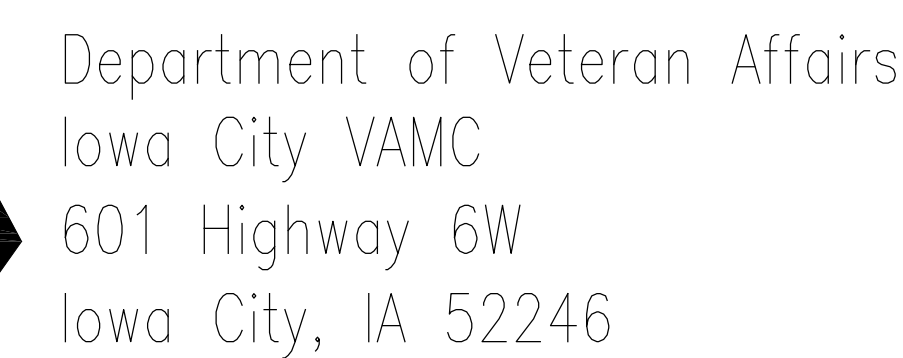 Department of Veteran Affairs
Iowa City VAMC
601 Highway 6W
Iowa City, IA 52246